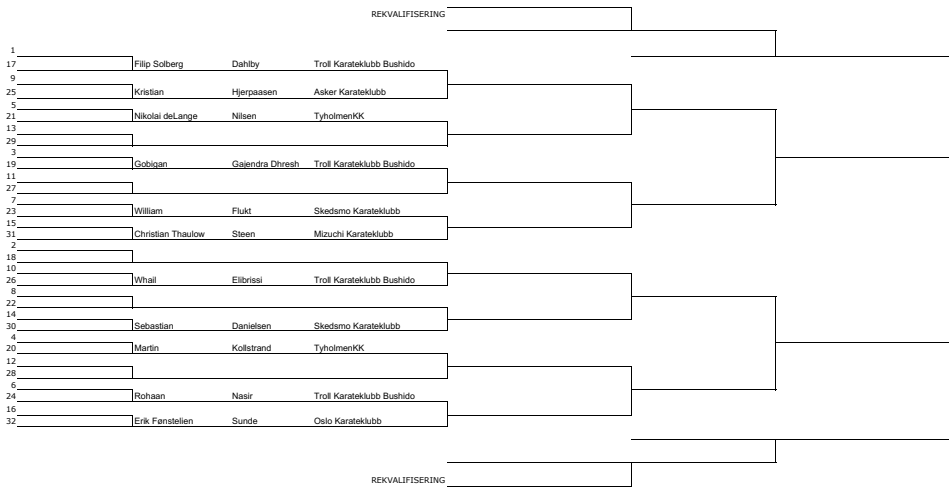 REKVALIFISERING
1
17 Filip Solberg Dahlby Troll Karateklubb Bushido
9
25 Kristian Hjerpaasen Asker Karateklubb
5
21 Nikolai deLange Nilsen TyholmenKK
13
29
3
19 Gobigan Gajendra Dhresh Troll Karateklubb Bushido
11
27
7
23 William Flukt Skedsmo Karateklubb
15
31 Christian Thaulow Steen Mizuchi Karateklubb
2
18
10
26 Whail Elibrissi Troll Karateklubb Bushido
8
22
14
30 Sebastian Danielsen Skedsmo Karateklubb
4
20 Martin Kollstrand TyholmenKK
12
28
6
24 Rohaan Nasir Troll Karateklubb Bushido
16
32 Erik Fønstelien Sunde Oslo Karateklubb
REKVALIFISERING